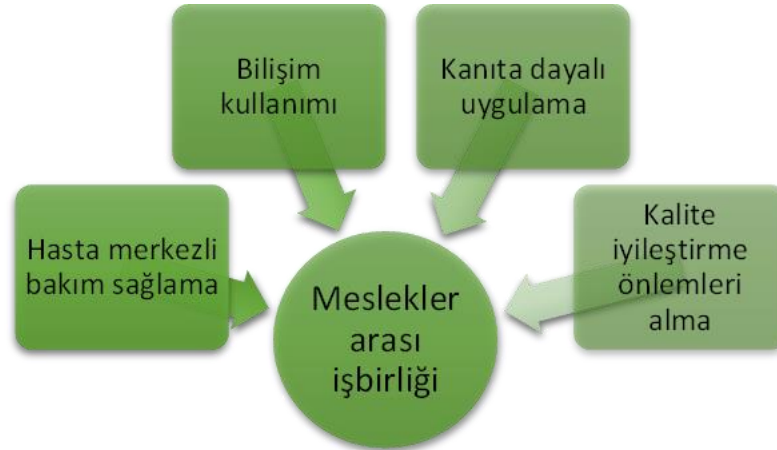 Bilişim
kullanımı
Kanıta dayalı
uygulama
Hasta merkezli
bakım sağlama
Kalite
iyileştirme
önlemleri
alma
Meslekler
arası
işbirliği